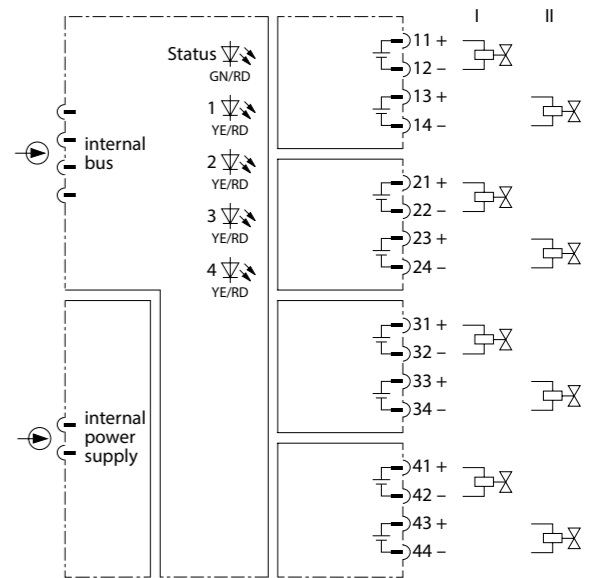 I II
Status
GN/RD
1
YE/RD
2
YE/RD
3
YE/RD
4
YE/RD
internal
bus
internal
power
supply
11 +
12 –
13 +
14 –
21 +
22 –
23 +
24 –
31 +
32 –
33 +
34 –
41 +
42 –
43 +
44 –